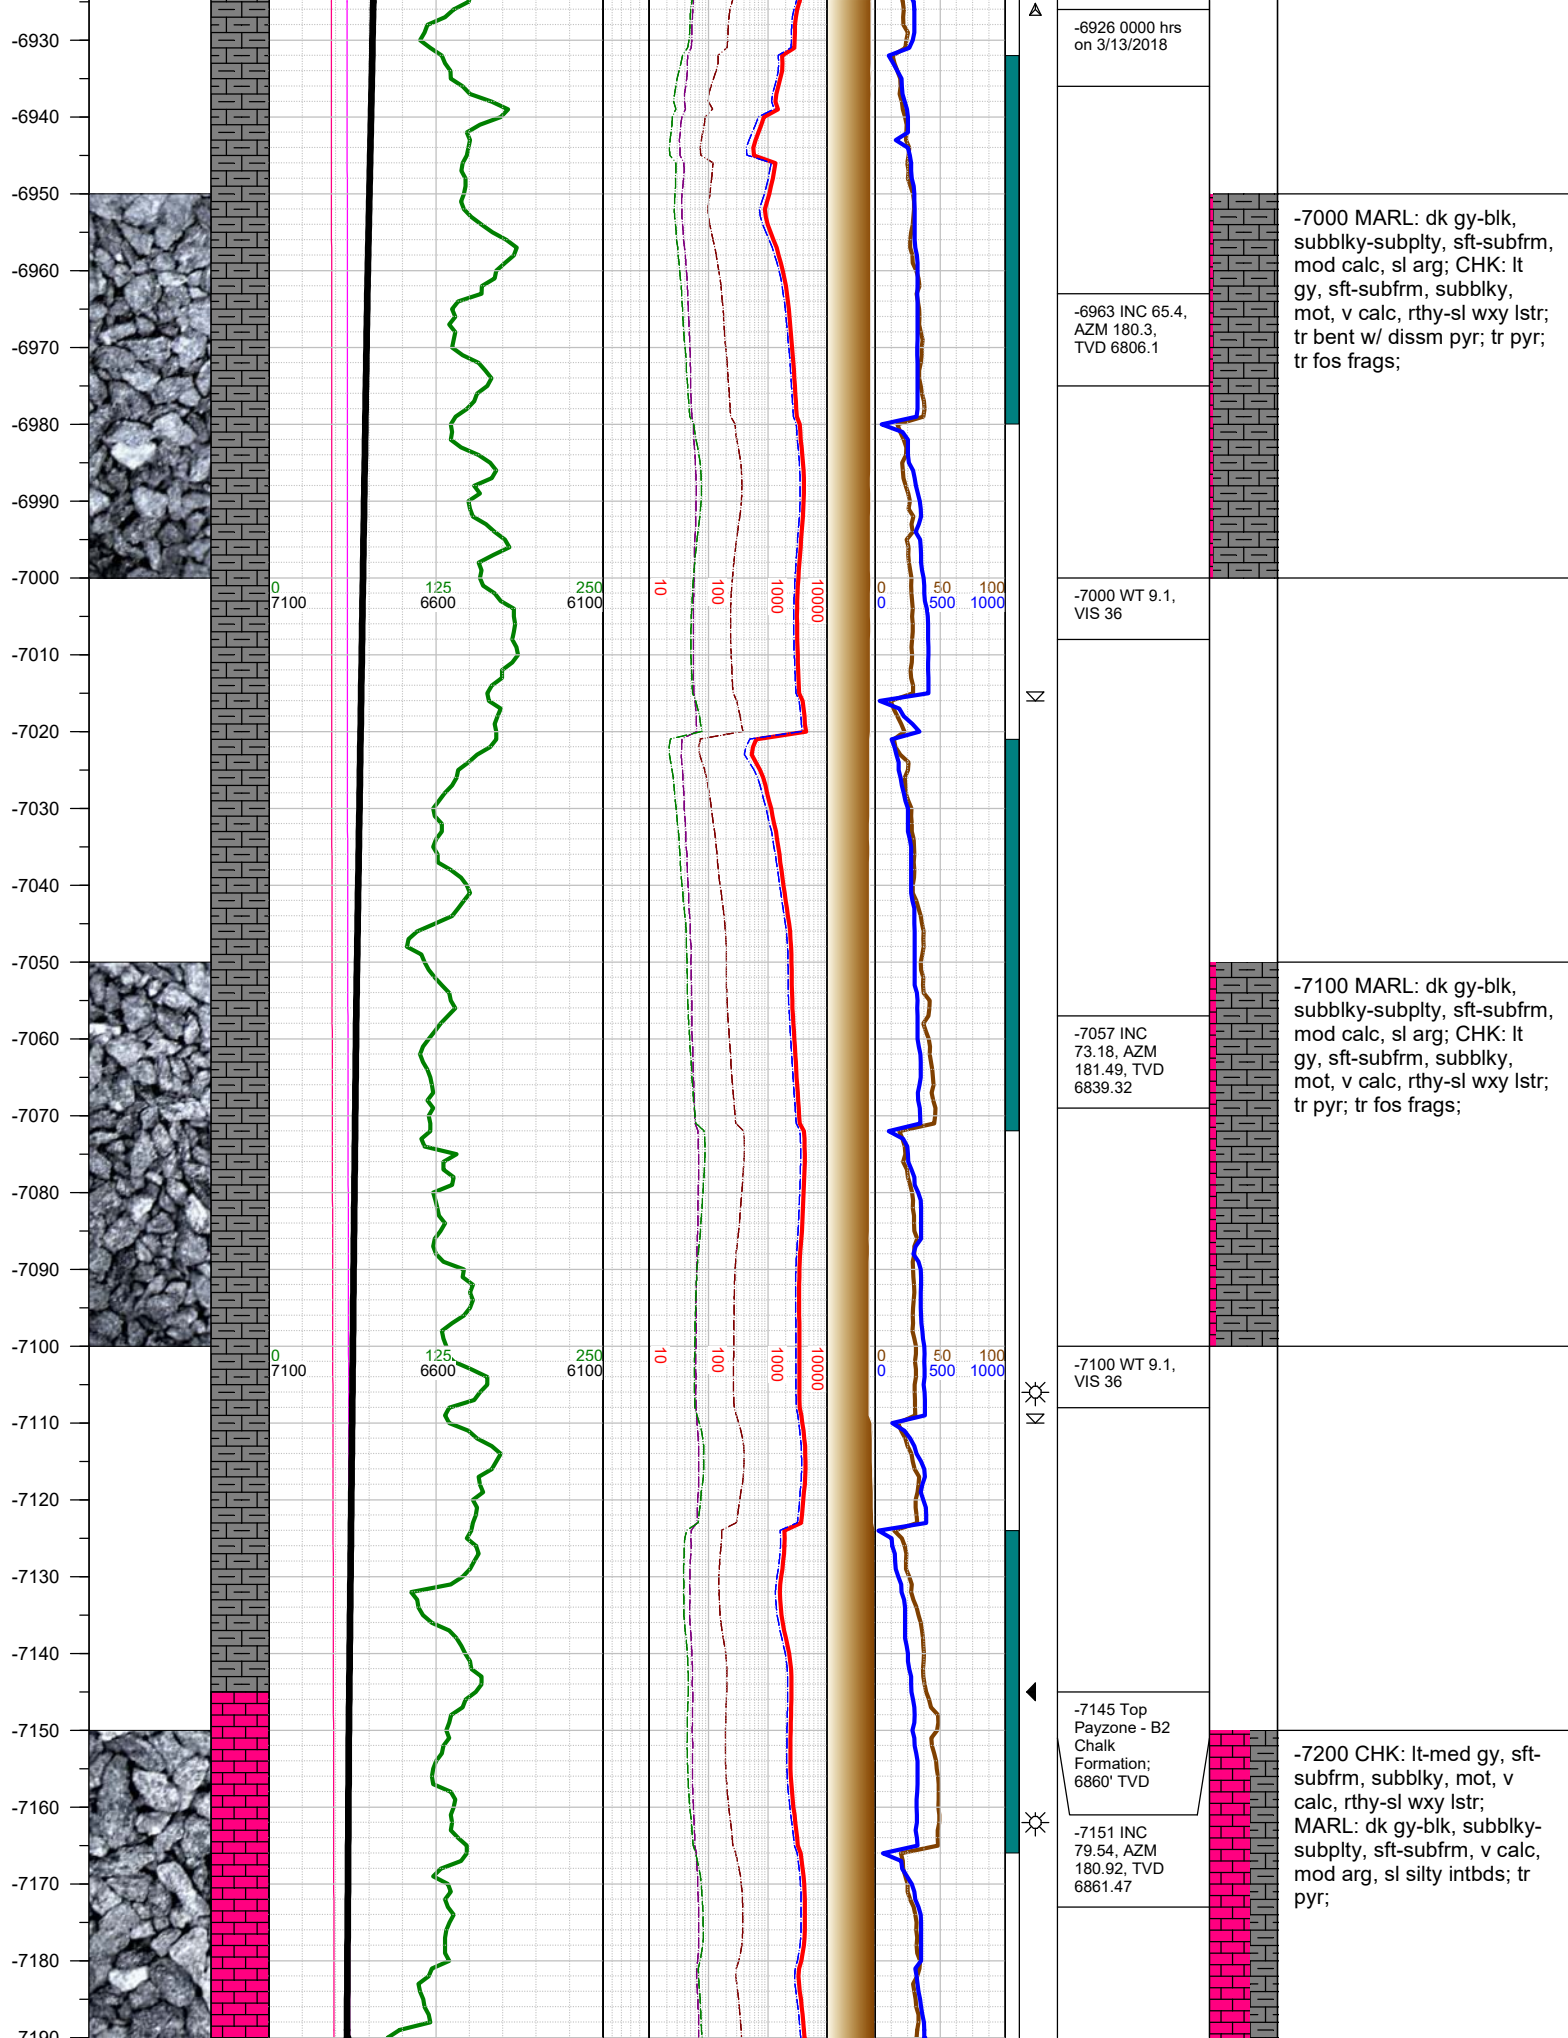 -6930
-6940
-6950
-6960
-6970
-6980
-6990
-7000
-7010
-7020
-7030
-7040
-7050
-7060
-7070
-7080
-7090
-7100
-7110
-7120
-7130
-7140
-7150
-7160
-7170
-7180
-7190
0 125 250
7100 6600 6100
10 100 1000 10000
0 50 100
0 500 1000
0 125 250
7100 6600 6100
10 100 1000 10000
0 50 100
0 500 1000
-6926 0000 hrs
on 3/13/2018
-6963 INC 65.4,
AZM 180.3,
TVD 6806.1
-7000 WT 9.1,
VIS 36
-7057 INC
73.18, AZM
181.49, TVD
6839.32
-7100 WT 9.1,
VIS 36
-7145 Top
Payzone - B2
Chalk
Formation;
6860' TVD
-7151 INC
79.54, AZM
180.92, TVD
6861.47
-7000 MARL: dk gy-blk,
subblky-subplty, sft-subfrm,
mod calc, sl arg; CHK: lt
gy, sft-subfrm, subblky,
mot, v calc, rthy-sl wxy lstr;
tr bent w/ dissm pyr; tr pyr;
tr fos frags;
-7100 MARL: dk gy-blk,
subblky-subplty, sft-subfrm,
mod calc, sl arg; CHK: lt
gy, sft-subfrm, subblky,
mot, v calc, rthy-sl wxy lstr;
tr pyr; tr fos frags;
-7200 CHK: lt-med gy, sft-
subfrm, subblky, mot, v
calc, rthy-sl wxy lstr;
MARL: dk gy-blk, subblky-
subplty, sft-subfrm, v calc,
mod arg, sl silty intbds; tr
pyr;